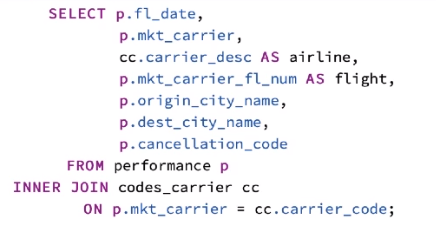 SELECT p.fl_date,
p.mkt_carrier,
cc.carrier_desc AS airline,
p.mkt_carrier_fl_num AS flight,
p.origin_city_name,
p.dest_city_name,
p.cancellation_code
FROM performance p
INNER JOIN codes_carrier cc
ON p.mkt_carrier = cc.carrier_code;